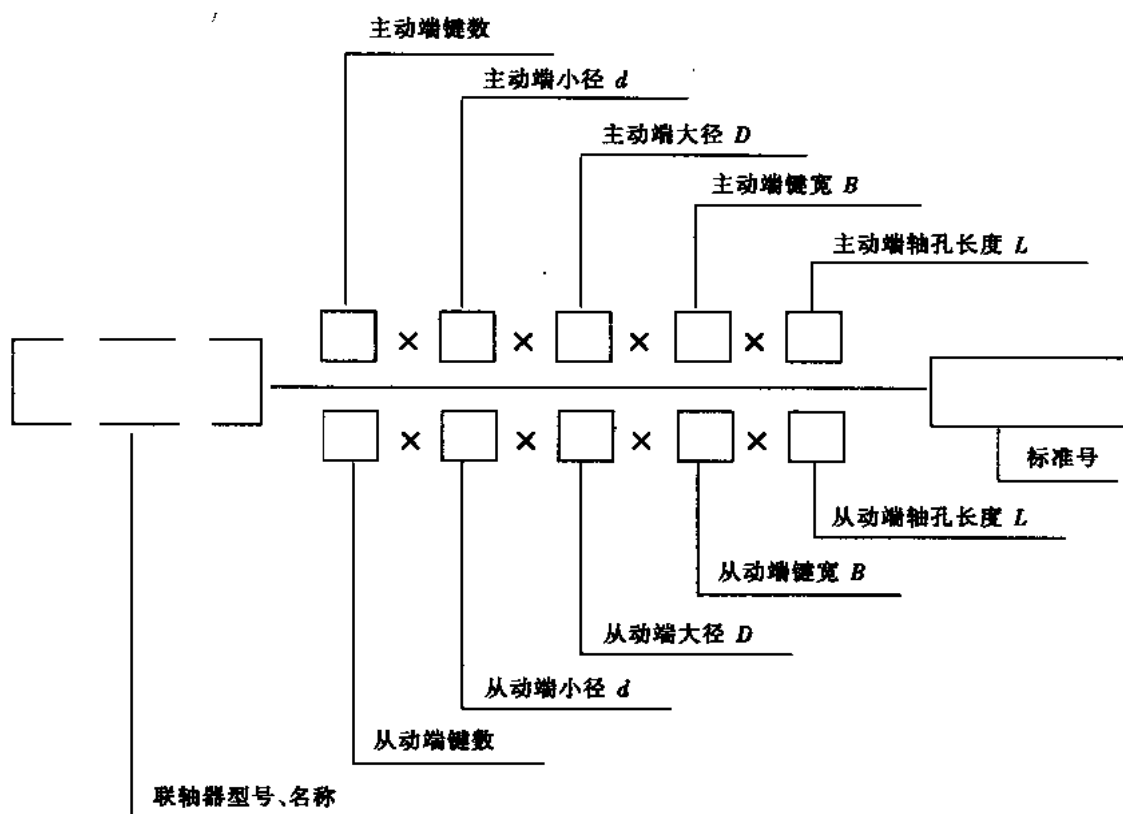 主动端键数
主动端小径 d
主动端大径 D
主动端键宽 B
主动端轴孔长度 L
× × × ×
× × × ×
标准号
从动端轴孔长度 L
从动端键宽 B
从动端大径 D
从动端小径 d
从动端键数
联轴器型号、名称